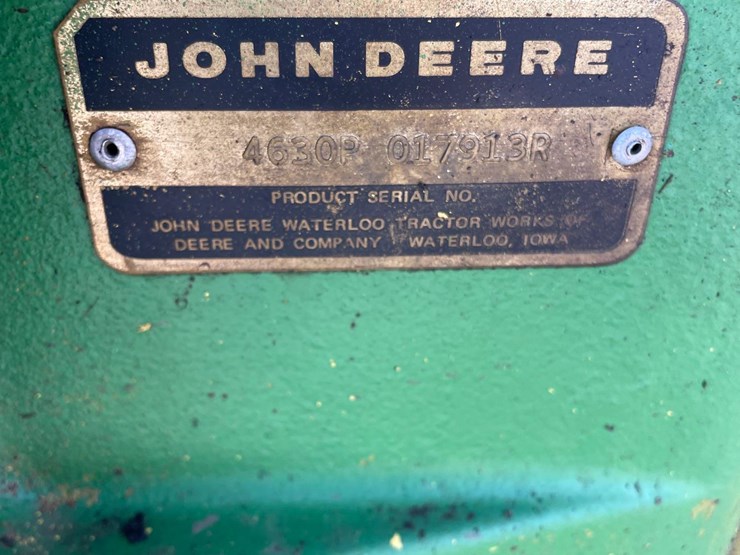 JOHN DEERE
4630P 017913R
PRODUCT SERIAL NO.
JOHN DEERE WATERLOO TRACTOR WORKS OF
DEERE AND COMPANY WATERLOO, IOWA